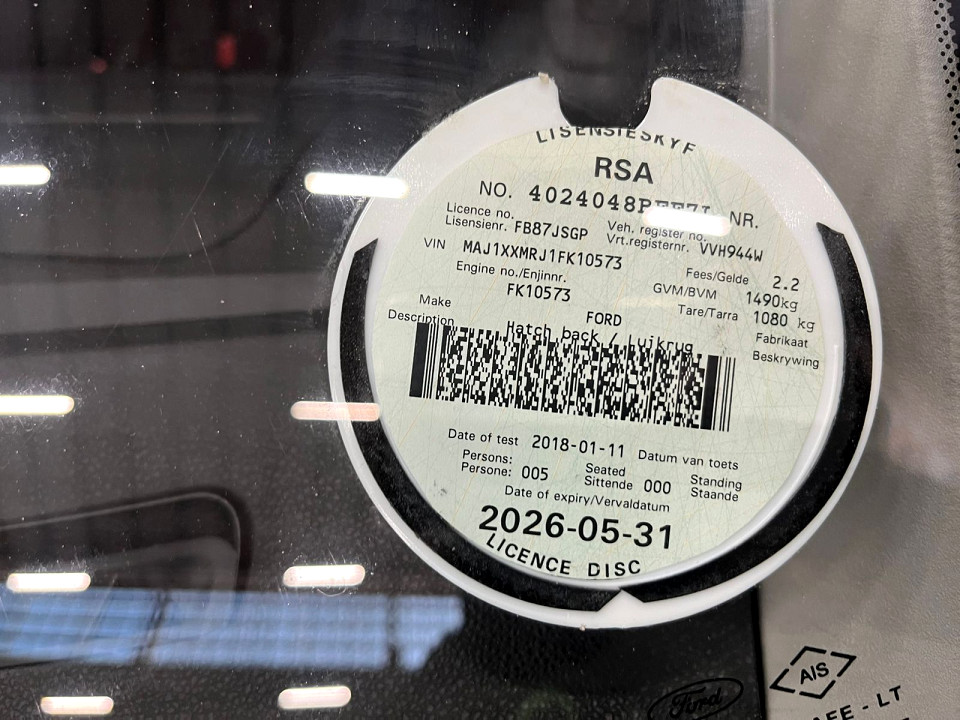 LISENSIESKYF
RSA
NO. 4024048 NR.
Licence no. FB87JSGP Veh. register no. VVH944W
Lisensienr. Vrt.registernr.
VIN MAJ1XXMRJ1FK10573 Fees/Gelde 2.2
Engine no./Enjinnr. GVM/BVM 1490kg
FK10573 Tare/Tarra 1080 kg
Make FORD Fabrikaat
Description Hatch back / Luikrug Beskrywing
Date of test 2018-01-11 Datum van toets
Persons: Seated Standing
Persone: 005 Sittende 000 Staande
Date of expiry/Vervaldatum
2026-05-31
LICENCE DISC
AIS
Ford
EE - LT